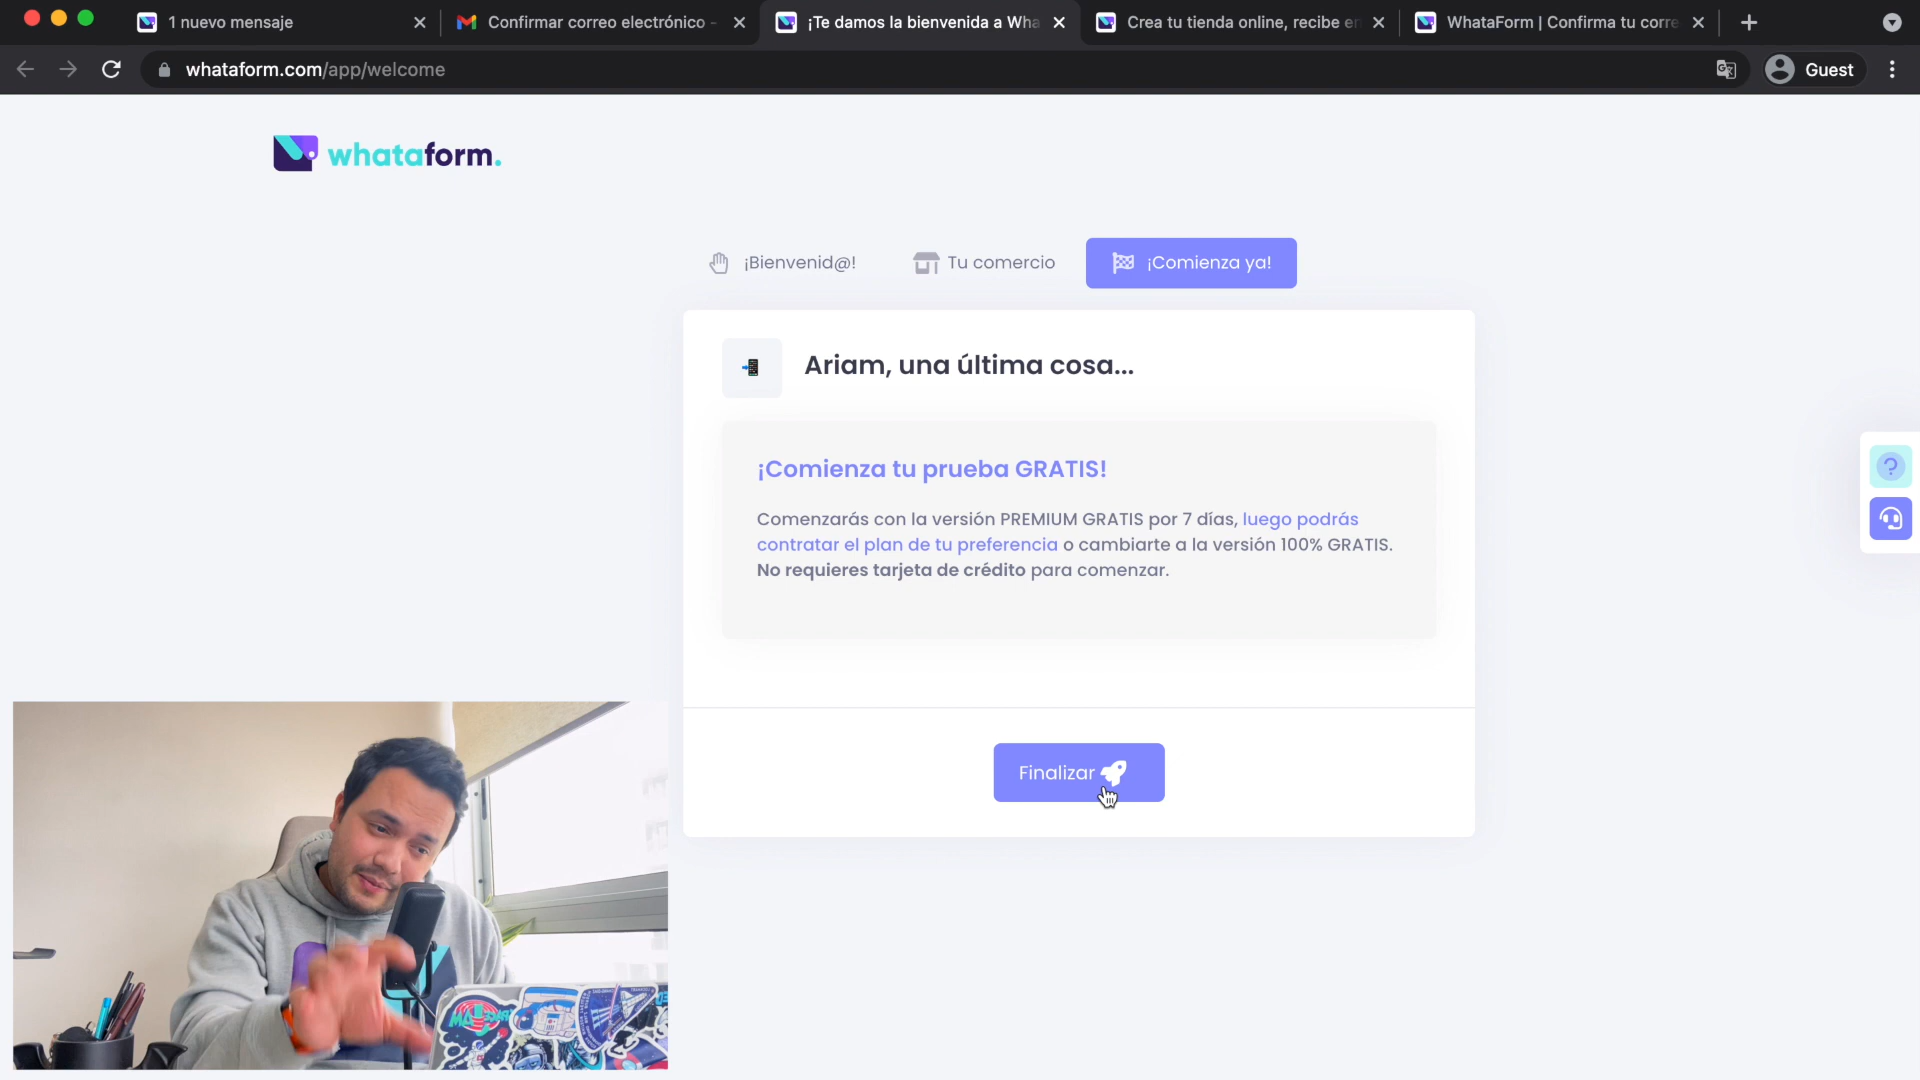 1 nuevo mensaje
Confirmar correo electrónico -
¡Te damos la bienvenida a Wha
Crea tu tienda online, recibe en
WhataForm | Confirma tu corre
whataform.com/app/welcome
Guest
whataform.
¡Bienvenid@!
Tu comercio
¡Comienza ya!
Ariam, una última cosa...
¡Comienza tu prueba GRATIS!
Comenzarás con la versión PREMIUM GRATIS por 7 días, luego podrás
contratar el plan de tu preferencia o cambiarte a la versión 100% GRATIS.
No requieres tarjeta de crédito para comenzar.
?
Finalizar